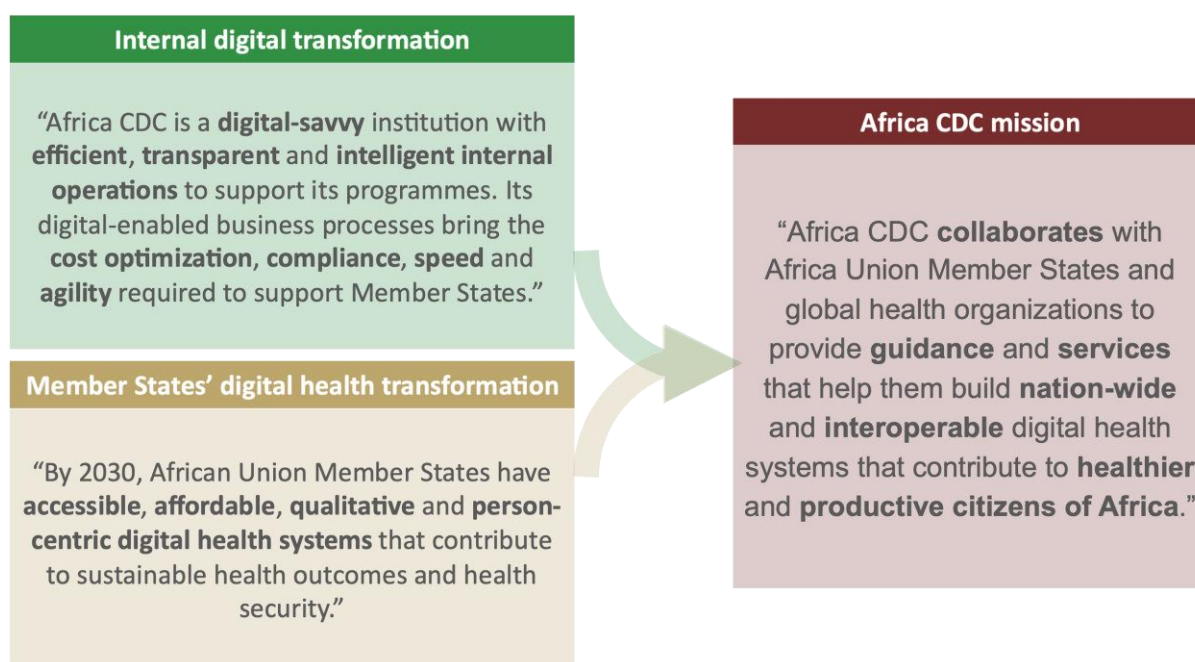 Internal digital transformation
“Africa CDC is a digital-savvy institution with
efficient, transparent and intelligent internal
operations to support its programmes. Its
digital-enabled business processes bring the
cost optimization, compliance, speed and
agility required to support Member States.”
Member States’ digital health transformation
“By 2030, African Union Member States have
accessible, affordable, qualitative and person-
centric digital health systems that contribute
to sustainable health outcomes and health
security.”
Africa CDC mission
“Africa CDC collaborates with
Africa Union Member States and
global health organizations to
provide guidance and services
that help them build nation-wide
and interoperable digital health
systems that contribute to healthier
and productive citizens of Africa.”